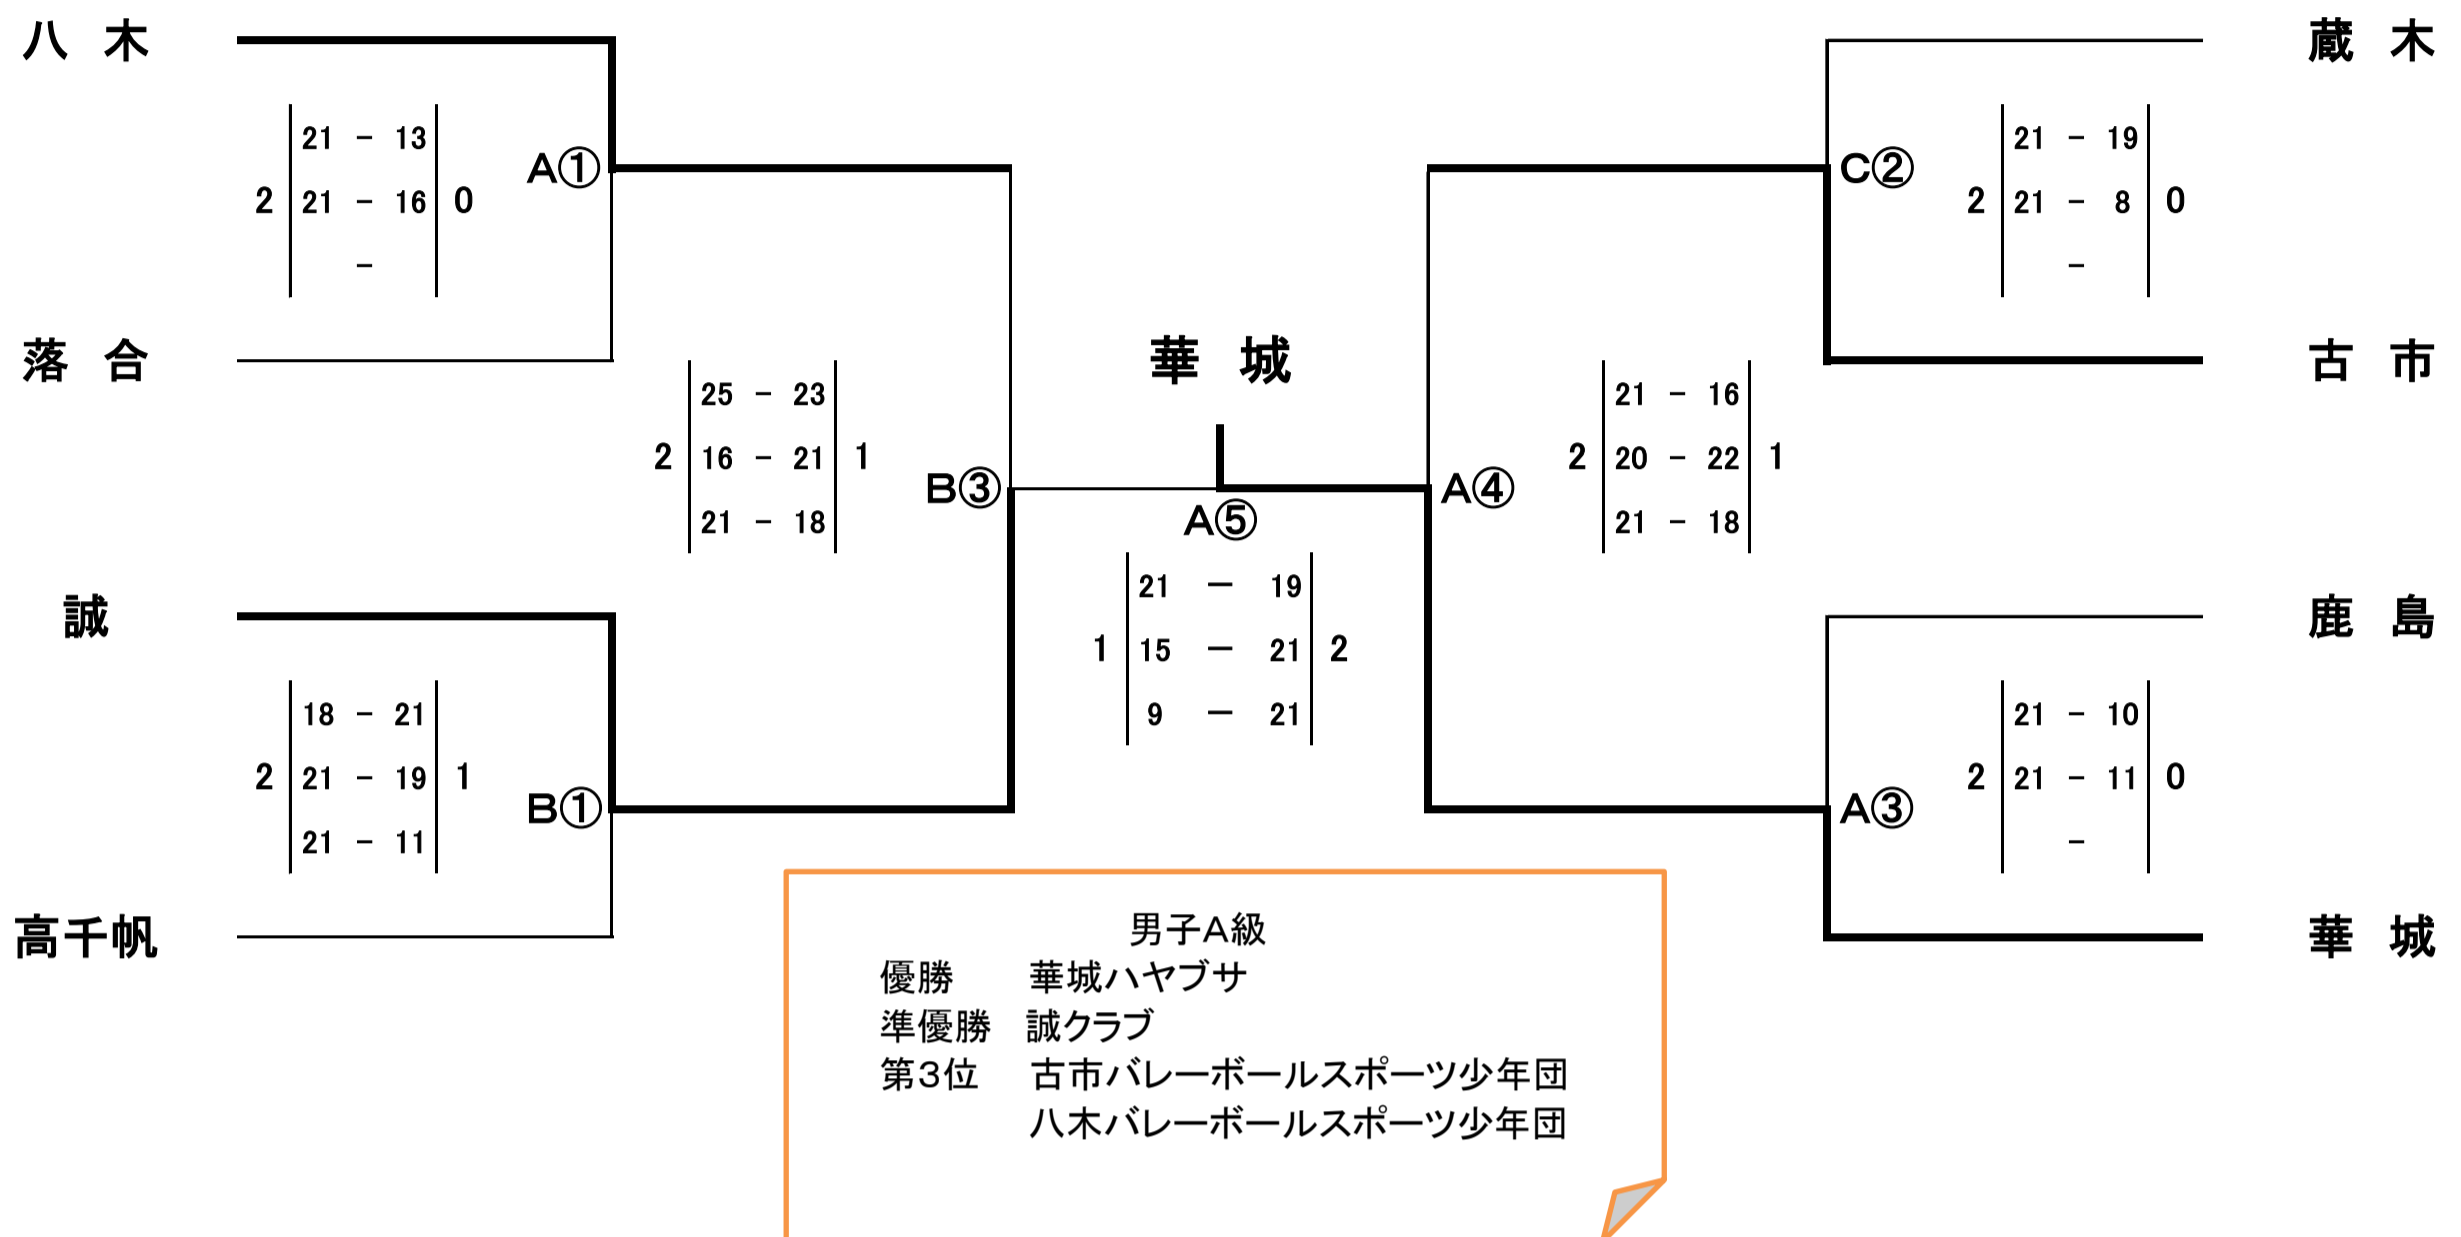 八 木
蔵 木
21 - 13
2 21 - 16 0
-
A①
C②
21 - 19
2 21 - 8 0
-
落 合
華 城
古 市
25 - 23
2 16 - 21 1
21 - 18
B③
A④
A⑤
21 - 16
2 20 - 22 1
21 - 18
21 ー 19
1 15 ー 21 2
9 ー 21
誠
鹿 島
18 - 21
2 21 - 19 1
21 - 11
B①
A③
21 - 10
2 21 - 11 0
-
高千帆
華 城
男子A級
優勝 華城ハヤブサ
準優勝 誠クラブ
第3位 古市バレーボールスポーツ少年団
八木バレーボールスポーツ少年団